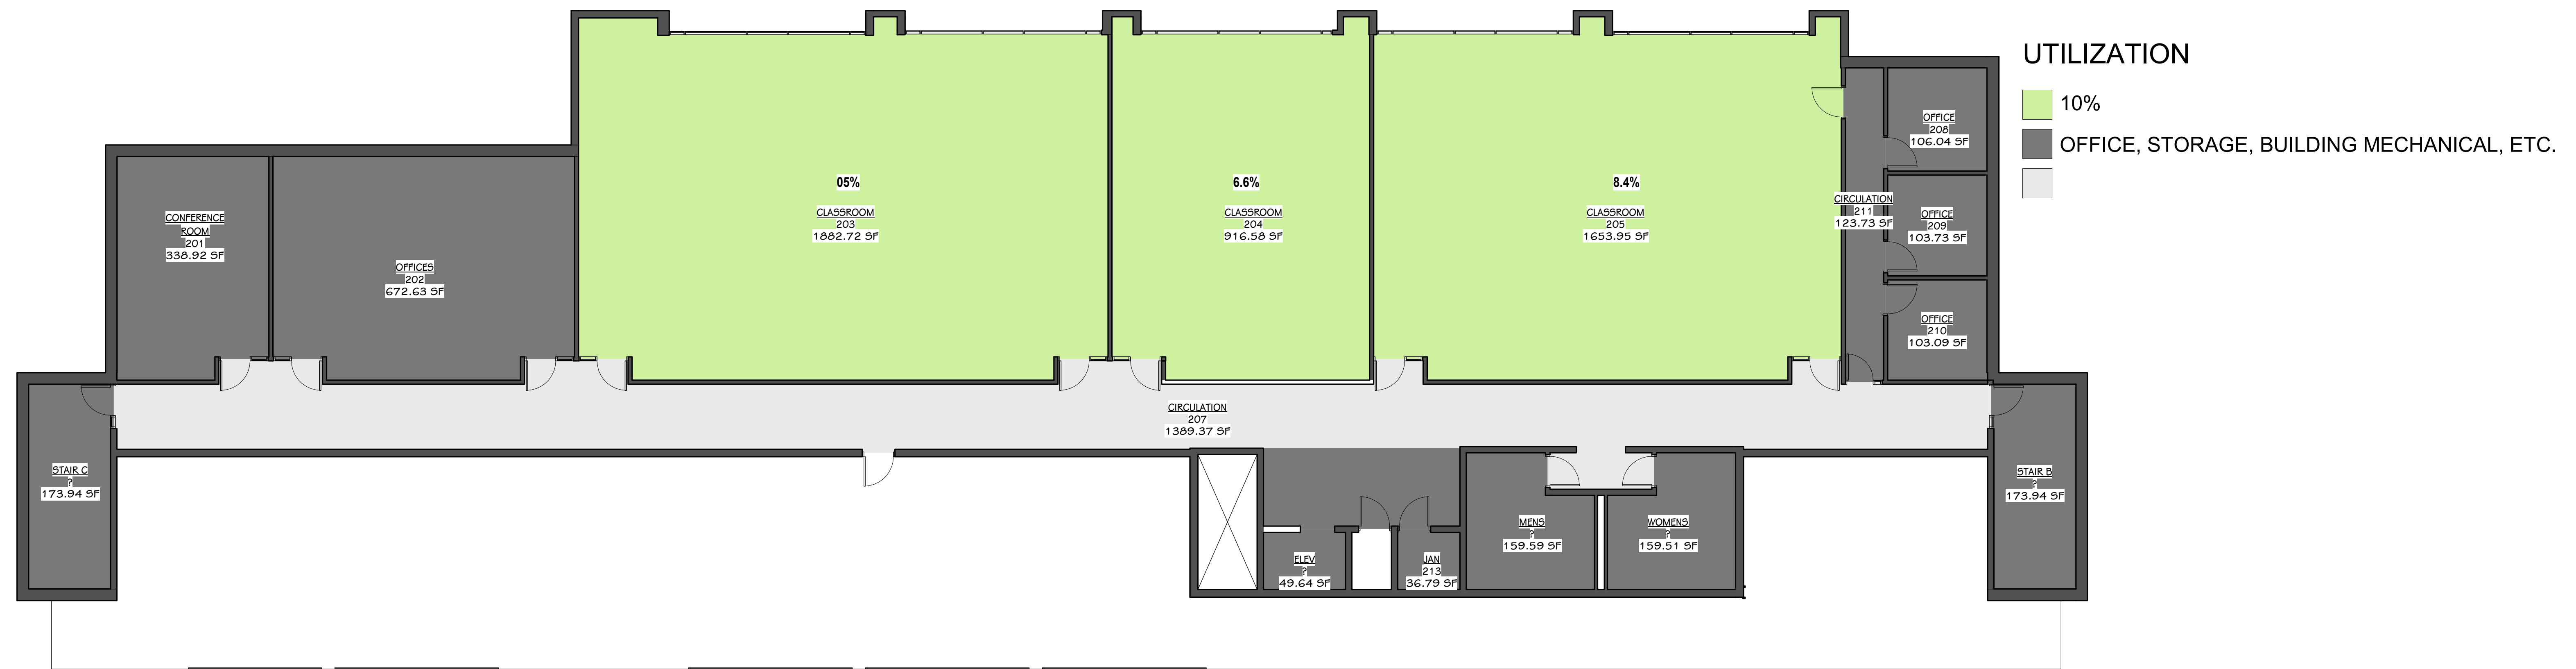 UTILIZATION
10%
OFFICE, STORAGE, BUILDING MECHANICAL, ETC.
OFFICE
208
106.04 SF
05%
6.6%
8.4%
CONFERENCE
ROOM
201
338.92 SF
CLASSROOM
203
1882.72 SF
CLASSROOM
204
916.58 SF
CLASSROOM
205
1653.95 SF
CIRCULATION
211
123.73 SF
OFFICE
209
103.73 SF
OFFICES
202
672.63 SF
OFFICE
210
103.09 SF
CIRCULATION
207
1389.37 SF
STAIR C
?
173.94 SF
STAIR B
?
173.94 SF
MENS
?
159.59 SF
WOMENS
?
159.51 SF
ELEV
?
49.64 SF
JAN
213
36.79 SF